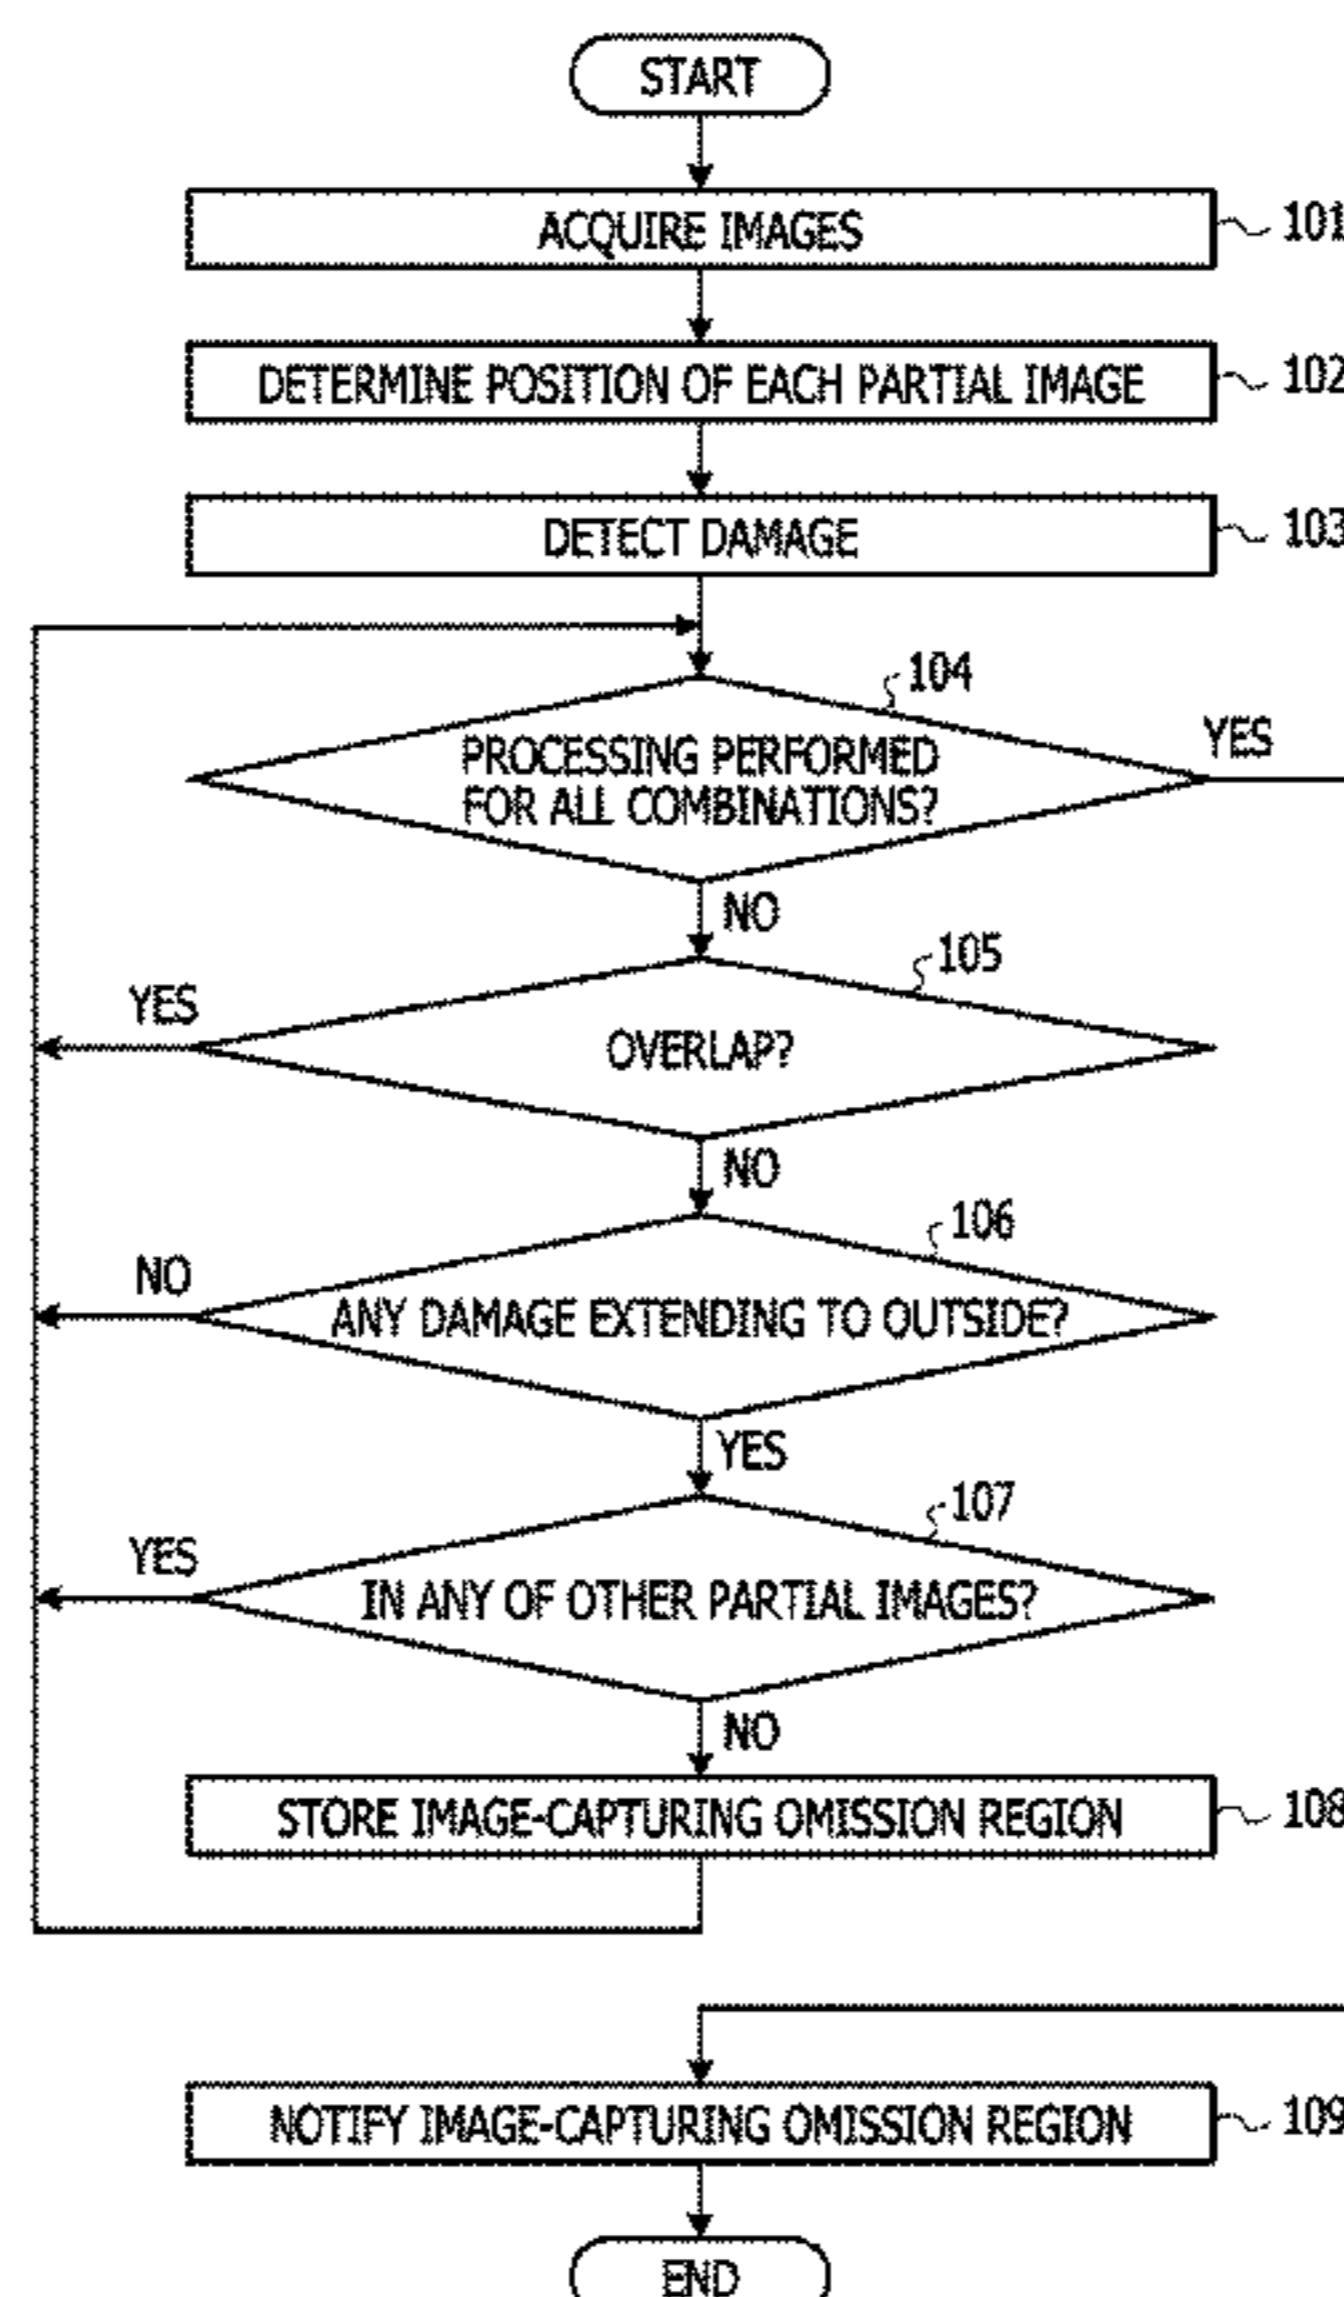 START
ACQUIRE IMAGES
101
DETERMINE POSITION OF EACH PARTIAL IMAGE
102
DETECT DAMAGE
103
104
PROCESSING PERFORMED
FOR ALL COMBINATIONS?
YES
NO
105
YES
OVERLAP?
NO
106
NO
ANY DAMAGE EXTENDING TO OUTSIDE?
YES
107
YES
IN ANY OF OTHER PARTIAL IMAGES?
NO
STORE IMAGE-CAPTURING OMISSION REGION
108
NOTIFY IMAGE-CAPTURING OMISSION REGION
109
END